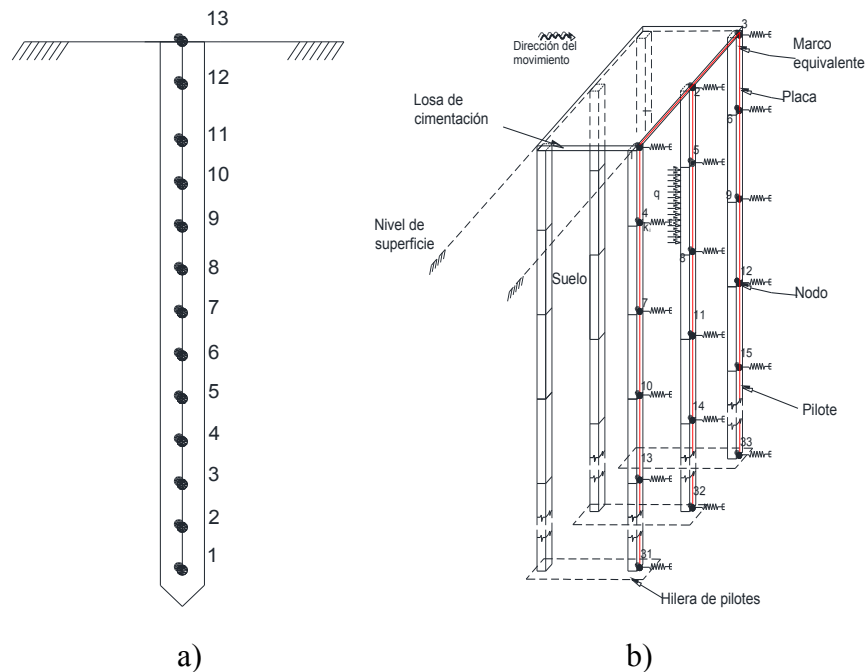 13
12
11
10
9
8
7
6
5
4
3
2
1
a)
Dirección del
movimiento
3
Marco
equivalente
Losa de
cimentación
Placa
2
6
1
5
q
Nivel de
superficie
4
K
9
Suelo
8
12
Nodo
7
11
15
10
14
Pilote
13
33
32
31
Hilera de pilotes
b)